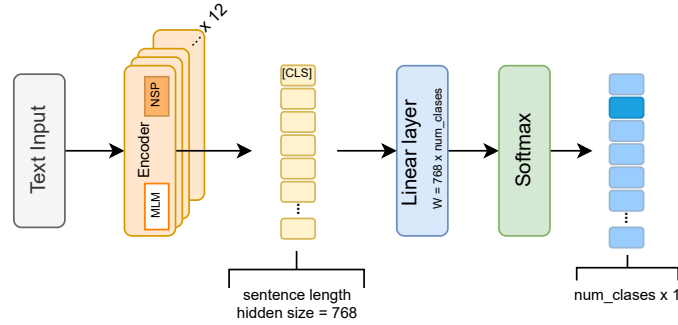 Text Input
Encoder
NSP
MLM
... x 12
[CLS]
...
sentence length
hidden size = 768
Linear layer
W = 768 x num_clases
Softmax
...
num_clases x 1